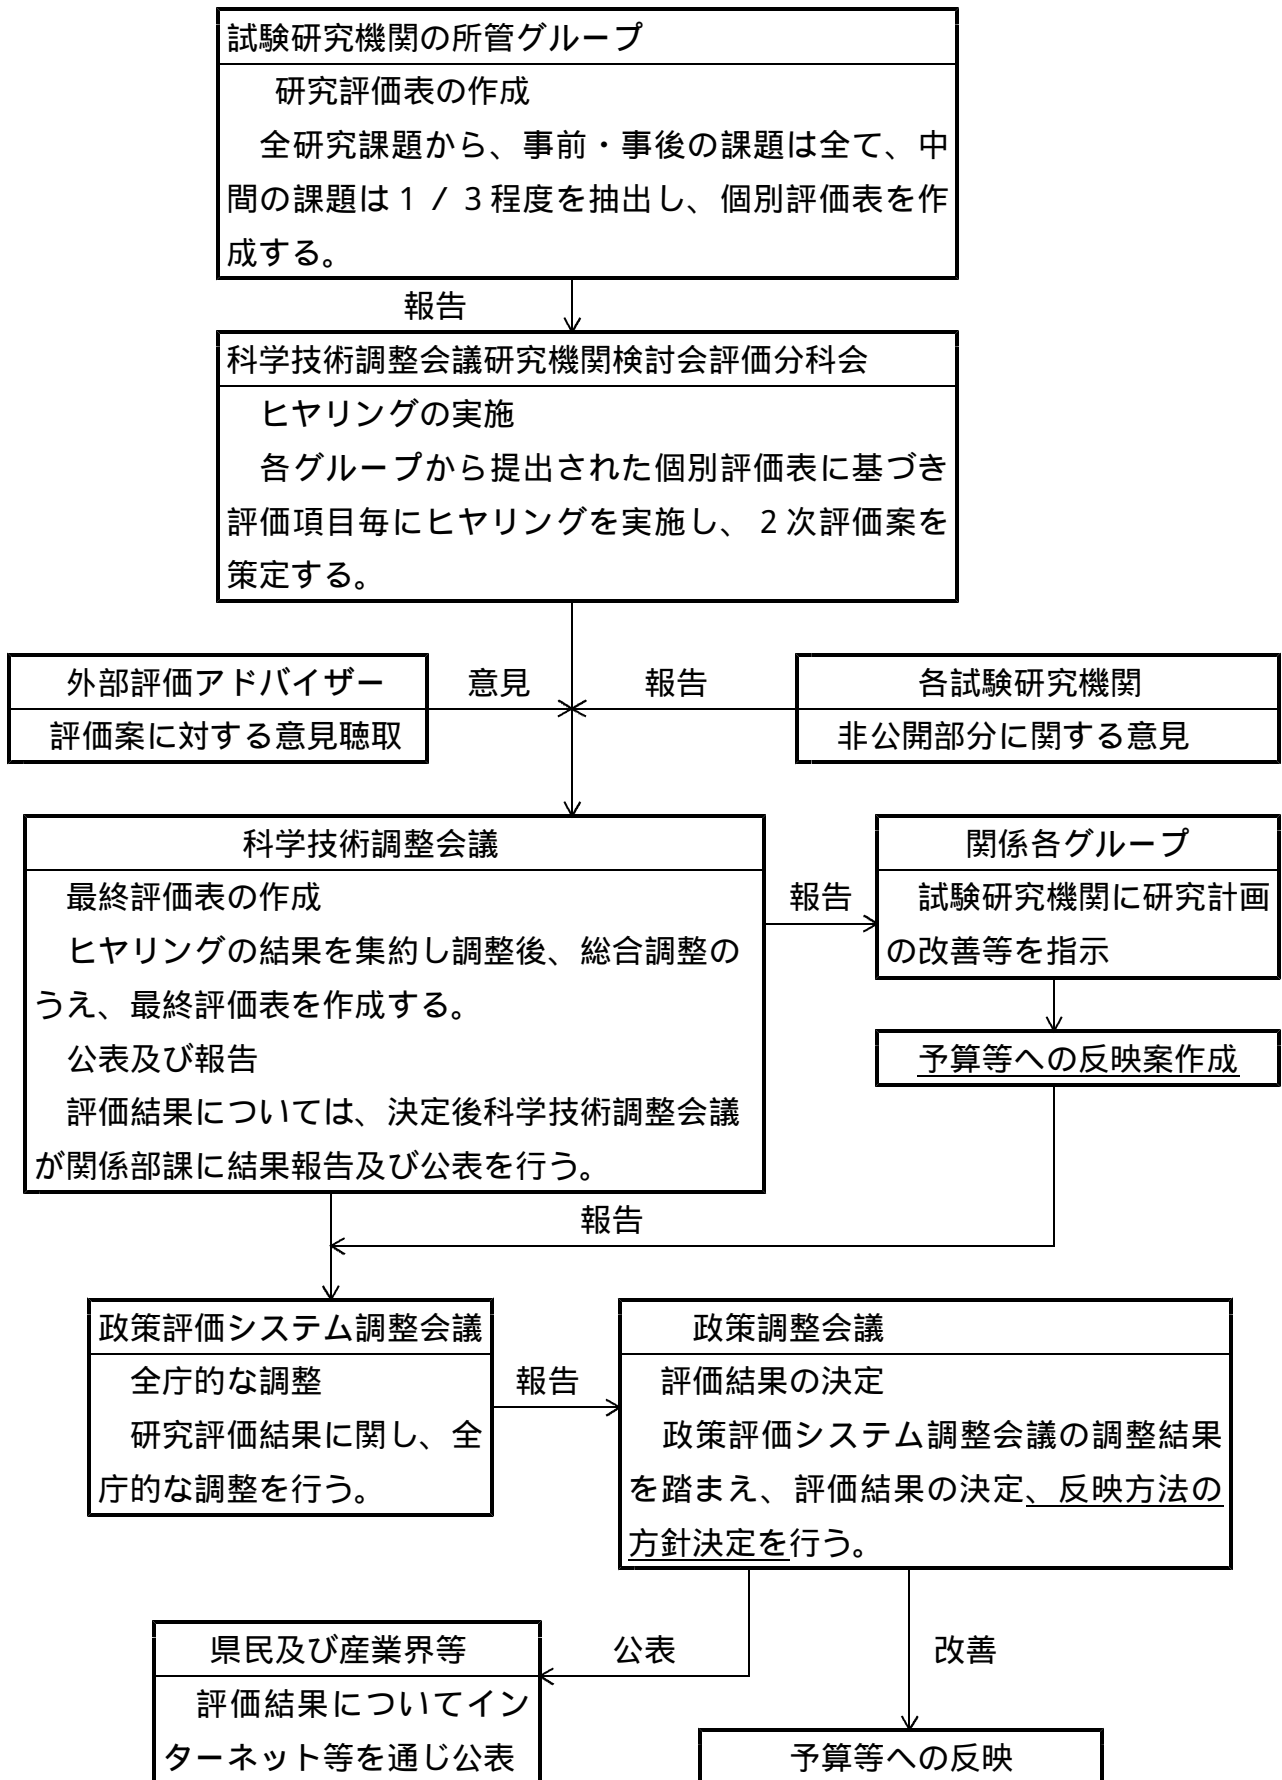 試験研究機関の所管グループ
研究評価表の作成
全研究課題から、事前・事後の課題は全て、中
間の課題は1/3程度を抽出し、個別評価表を作
成する。
報告
科学技術調整会議研究機関検討会評価分科会
ヒヤリングの実施
各グループから提出された個別評価表に基づき
評価項目毎にヒヤリングを実施し、2次評価案を
策定する。
外部評価アドバイザー
評価案に対する意見聴取
意見
報告
各試験研究機関
非公開部分に関する意見
科学技術調整会議
最終評価表の作成
ヒヤリングの結果を集約し調整後、総合調整の
うえ、最終評価表を作成する。
公表及び報告
評価結果については、決定後科学技術調整会議
が関係部課に結果報告及び公表を行う。
報告
関係各グループ
試験研究機関に研究計画
の改善等を指示
予算等への反映案作成
報告
政策評価システム調整会議
全庁的な調整
研究評価結果に関し、全
庁的な調整を行う。
報告
政策調整会議
評価結果の決定
政策評価システム調整会議の調整結果
を踏まえ、評価結果の決定、反映方法の
方針決定を行う。
公表
改善
県民及び産業界等
評価結果についてイン
ターネット等を通じ公表
予算等への反映